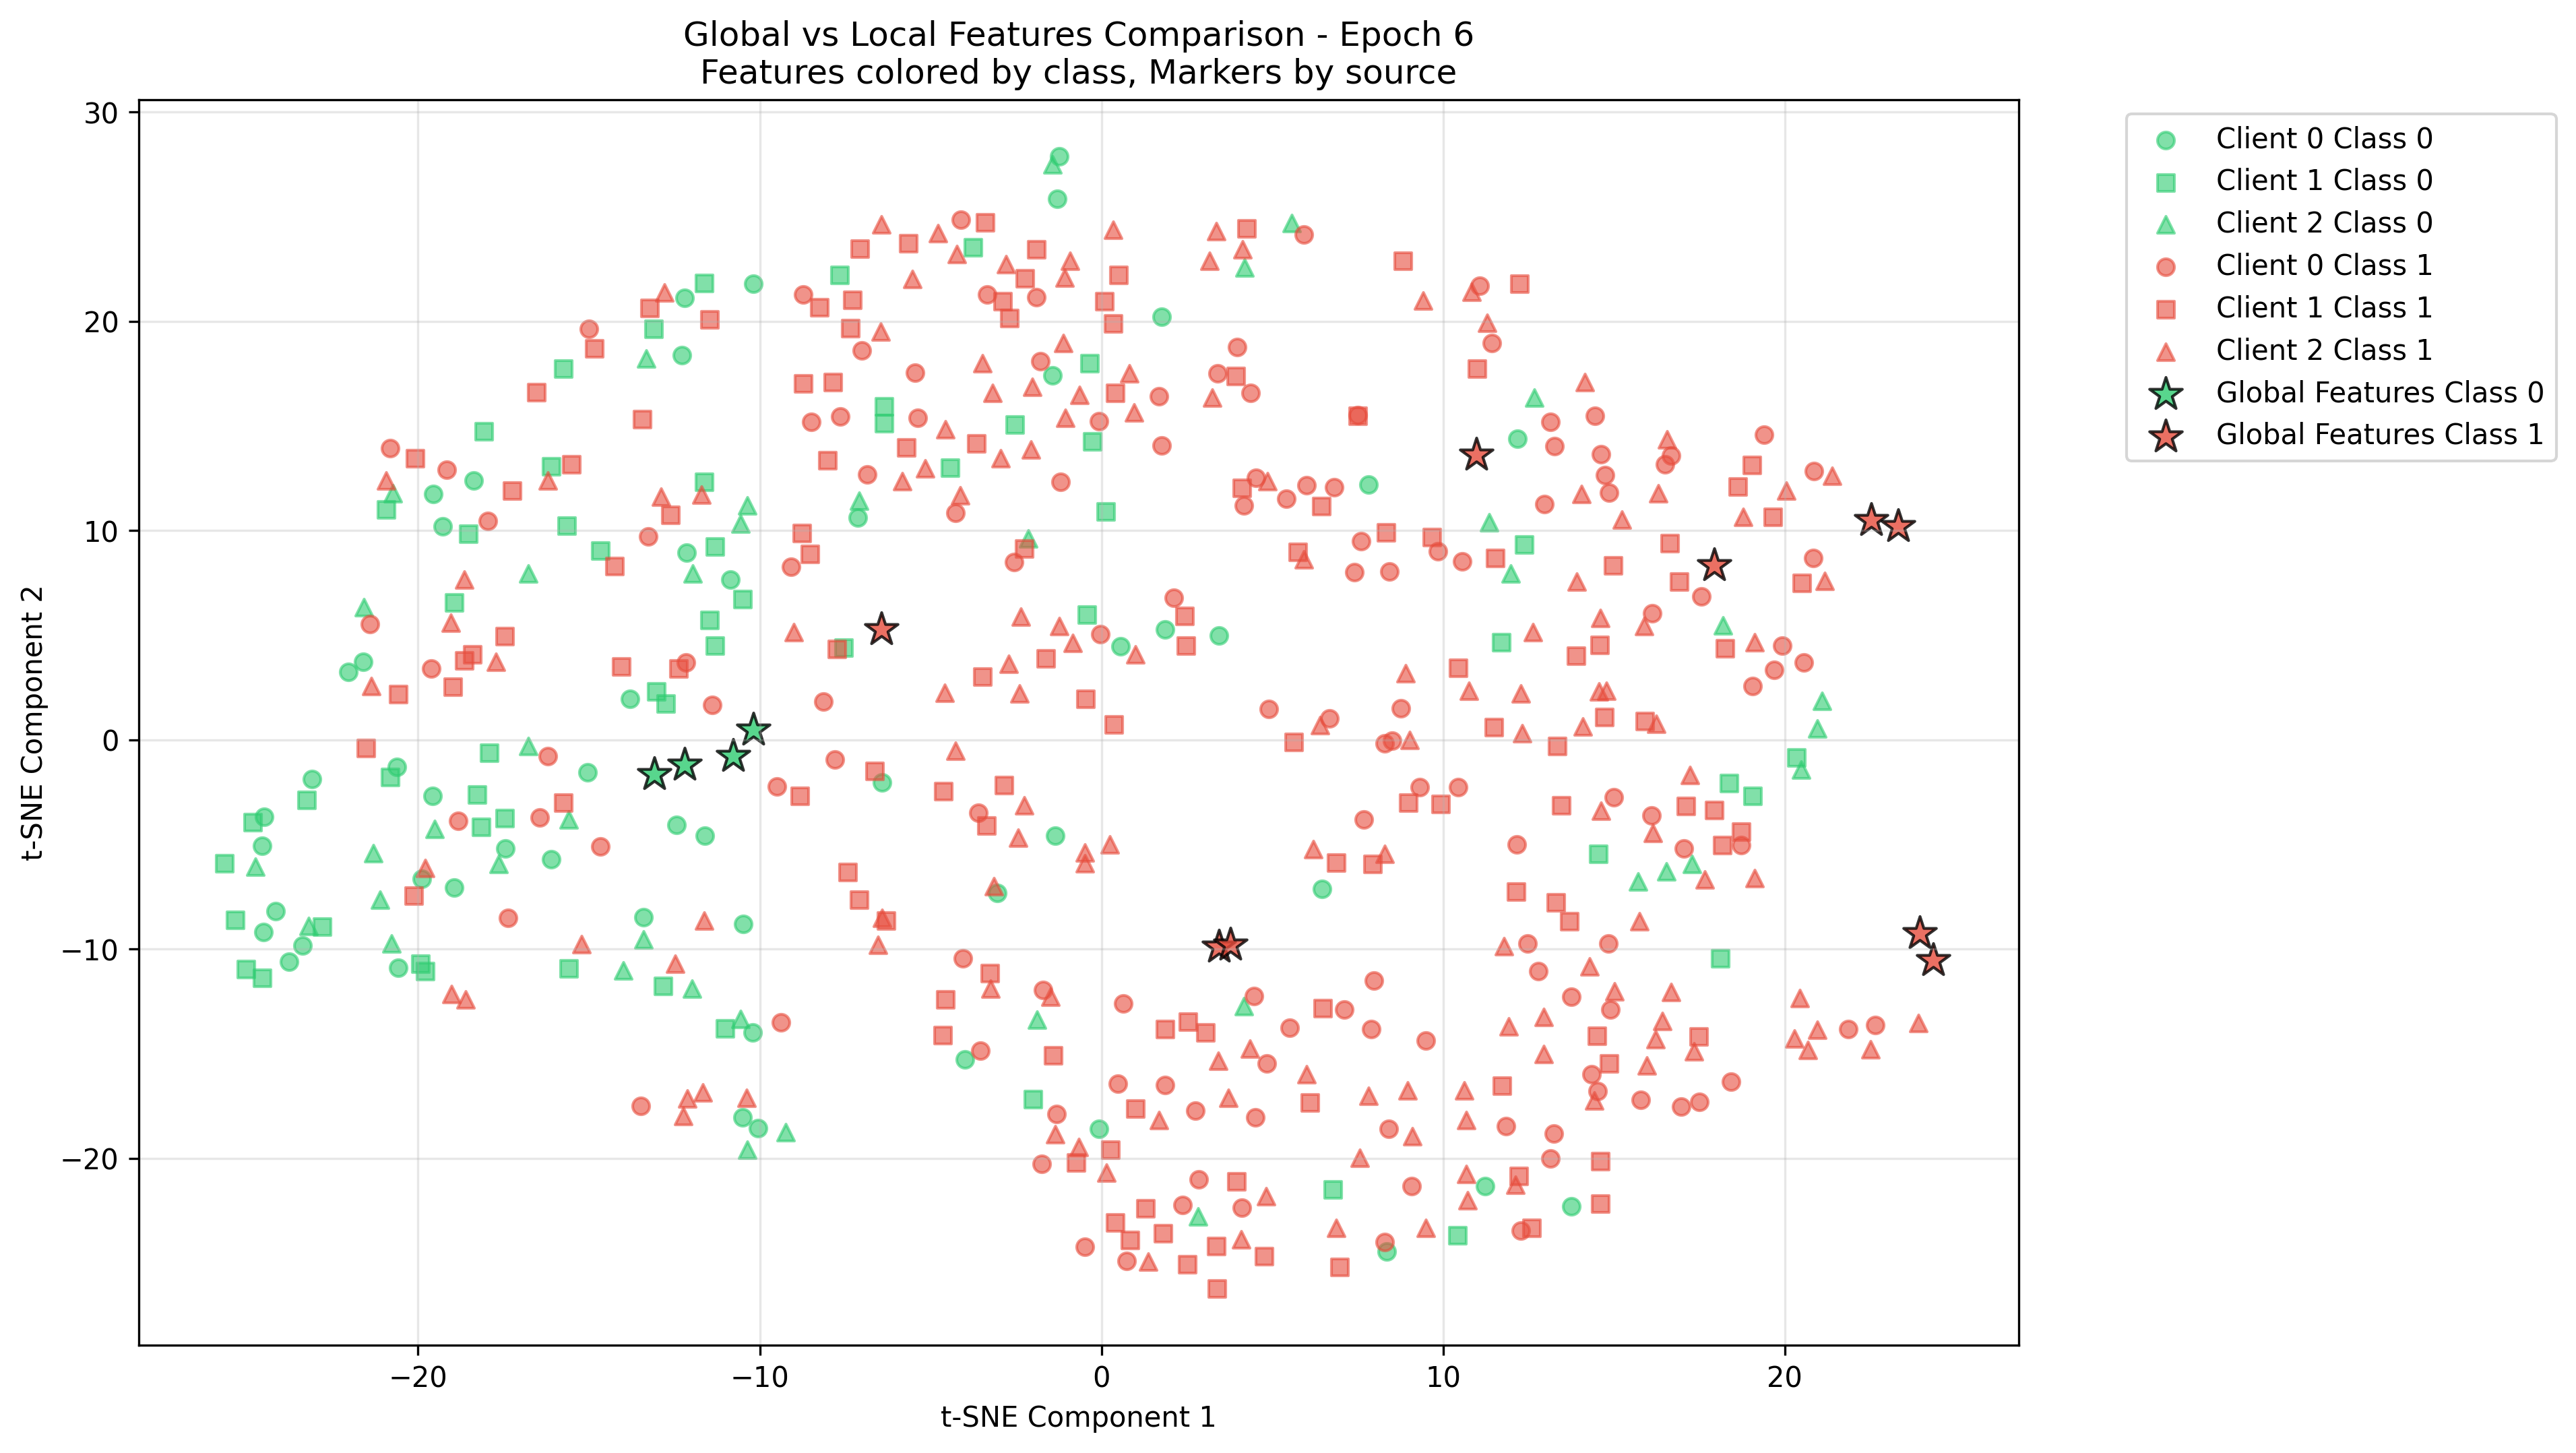 Global vs Local Features Comparison - Epoch 6
Features colored by class, Markers by source
30
20
10
0
−10
−20
t-SNE Component 2
−20
−10
0
10
20
t-SNE Component 1
Client 0 Class 0
Client 1 Class 0
Client 2 Class 0
Client 0 Class 1
Client 1 Class 1
Client 2 Class 1
Global Features Class 0
Global Features Class 1